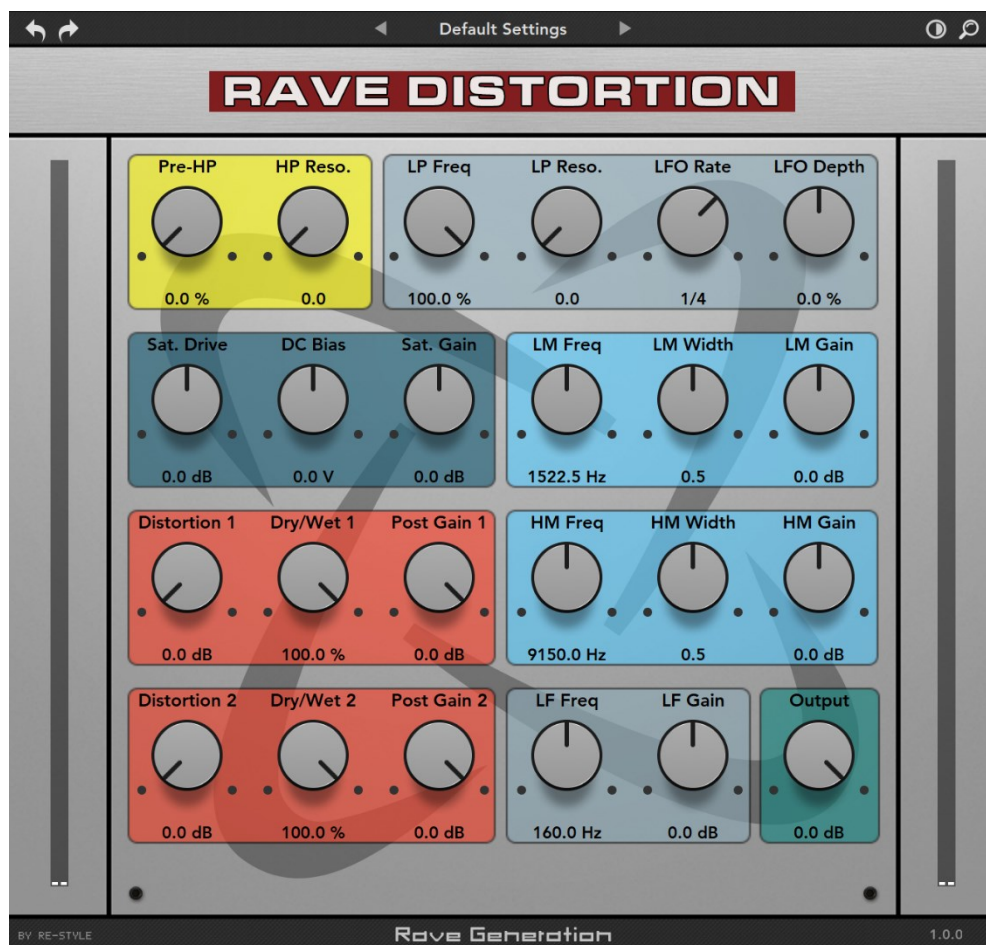 Default Settings
RAVE DISTORTION
Pre-HP HP Reso. LP Freq LP Reso. LFO Rate LFO Depth
0.0 % 0.0 100.0 % 0.0 1/4 0.0 %
Sat. Drive DC Bias Sat. Gain LM Freq LM Width LM Gain
0.0 dB 0.0 V 0.0 dB 1522.5 Hz 0.5 0.0 dB
Distortion 1 Dry/Wet 1 Post Gain 1 HM Freq HM Width HM Gain
0.0 dB 100.0 % 0.0 dB 9150.0 Hz 0.5 0.0 dB
Distortion 2 Dry/Wet 2 Post Gain 2 LF Freq LF Gain Output
0.0 dB 100.0 % 0.0 dB 160.0 Hz 0.0 dB 0.0 dB
BY RE-STYLE Rave Generation 1.0.0